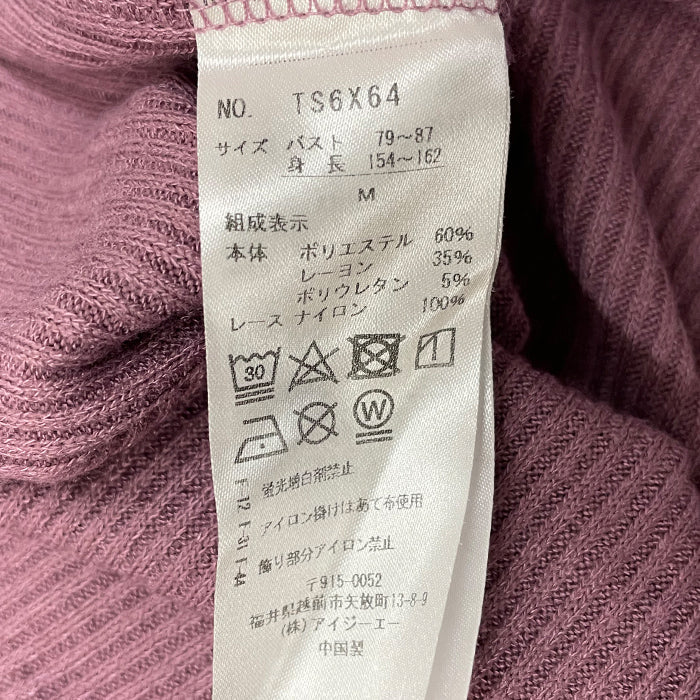 NO. TS6X64
サイズ バスト 79〜87
身長 154〜162
M
組成表示
本体 ポリエステル 60%
レーヨン 35%
ポリウレタン 5%
レース ナイロン 100%
30
W
F-12 F-31 F-44
蛍光増白剤禁止
アイロン掛けはあて布使用
飾り部分アイロン禁止
〒915-0052
福井県越前市矢放町13-8-9
(株)アイジーエー
中国製